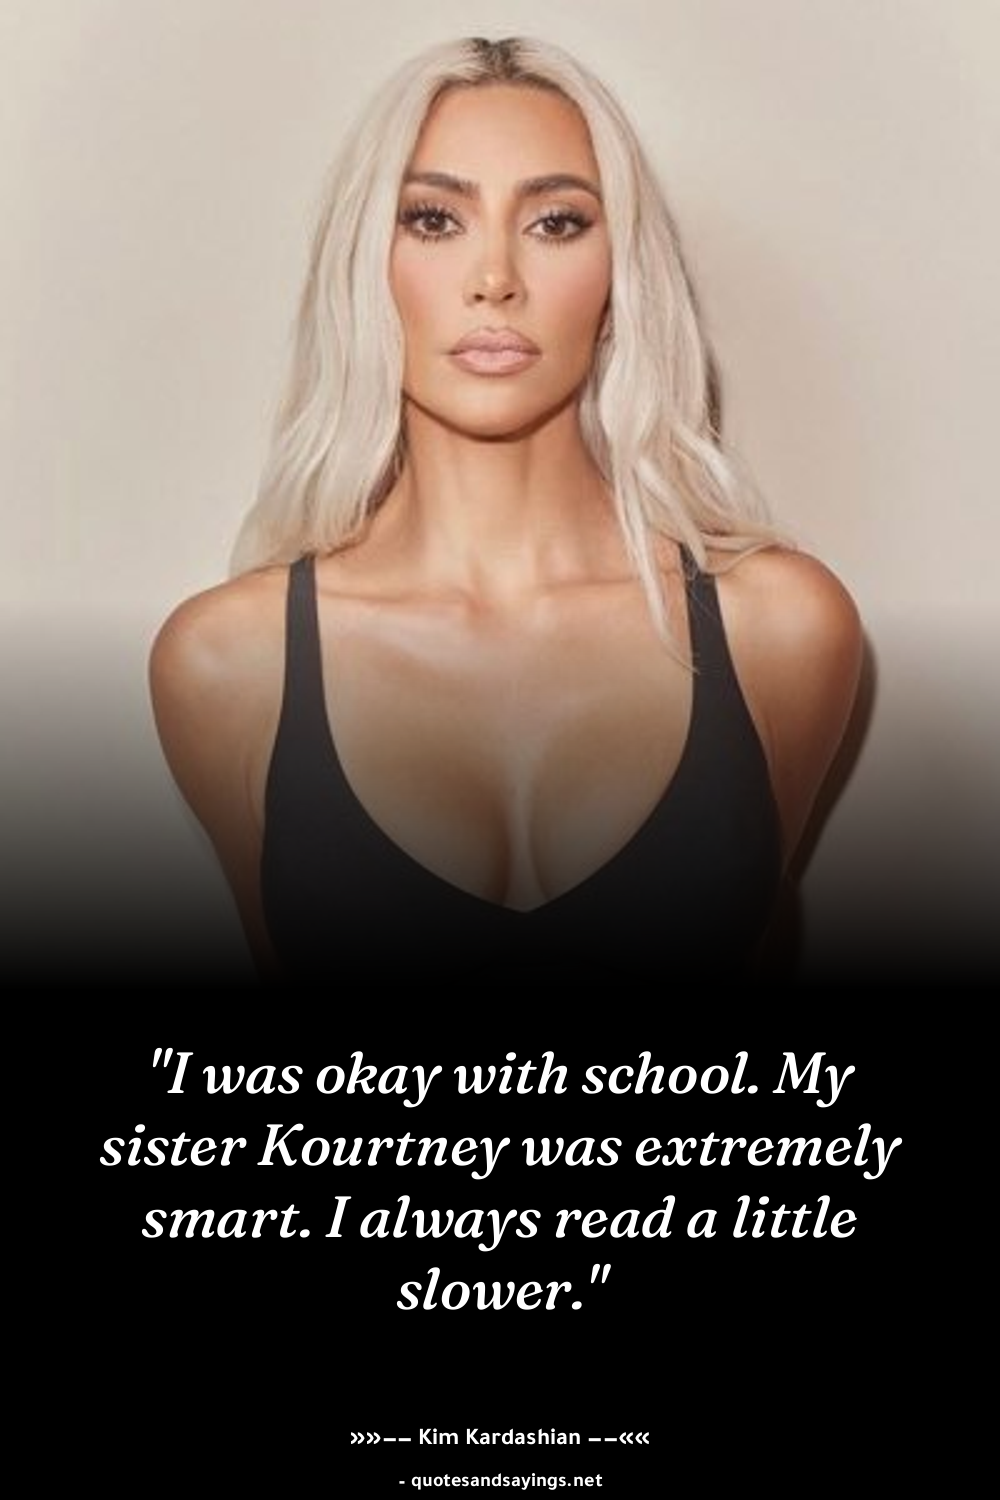 "I was okay with school. My
sister Kourtney was extremely
smart. I always read a little
slower."
»»−− Kim Kardashian −−««
- quotesandsayings.net